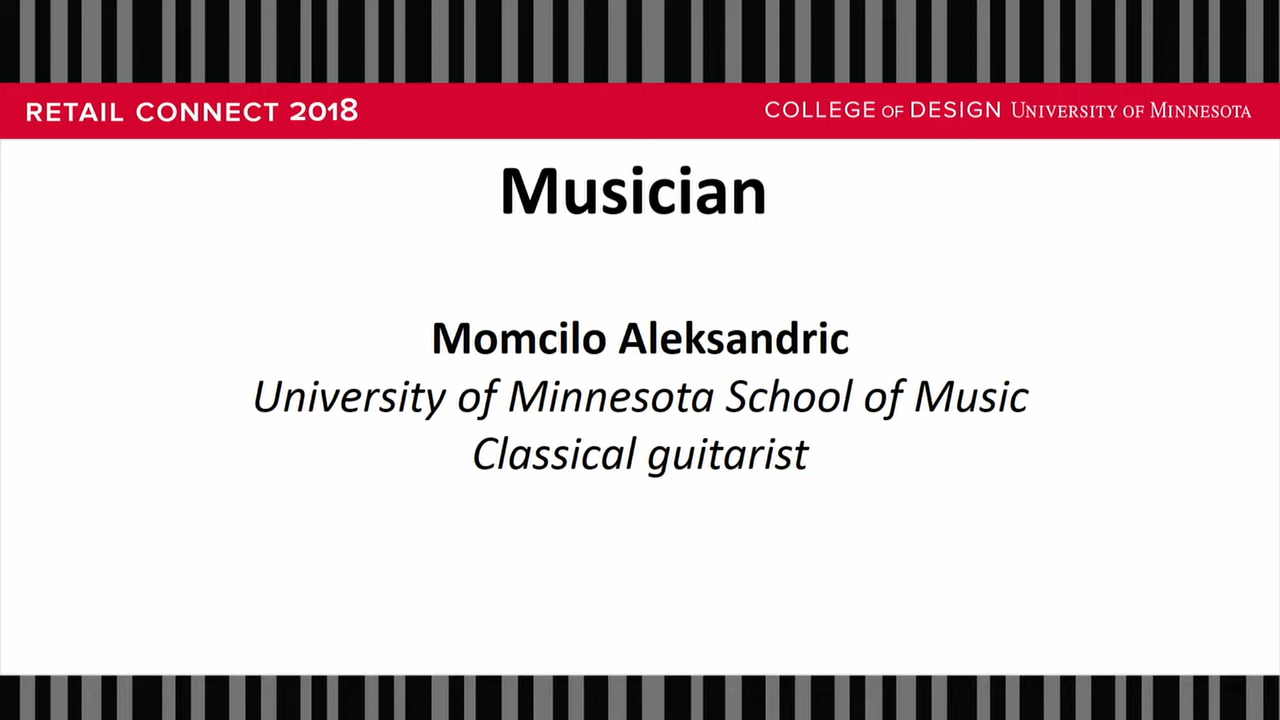 RETAIL CONNECT 2018
COLLEGE OF DESIGN UNIVERSITY OF MINNESOTA
Musician
Momcilo Aleksandric
University of Minnesota School of Music
Classical guitarist